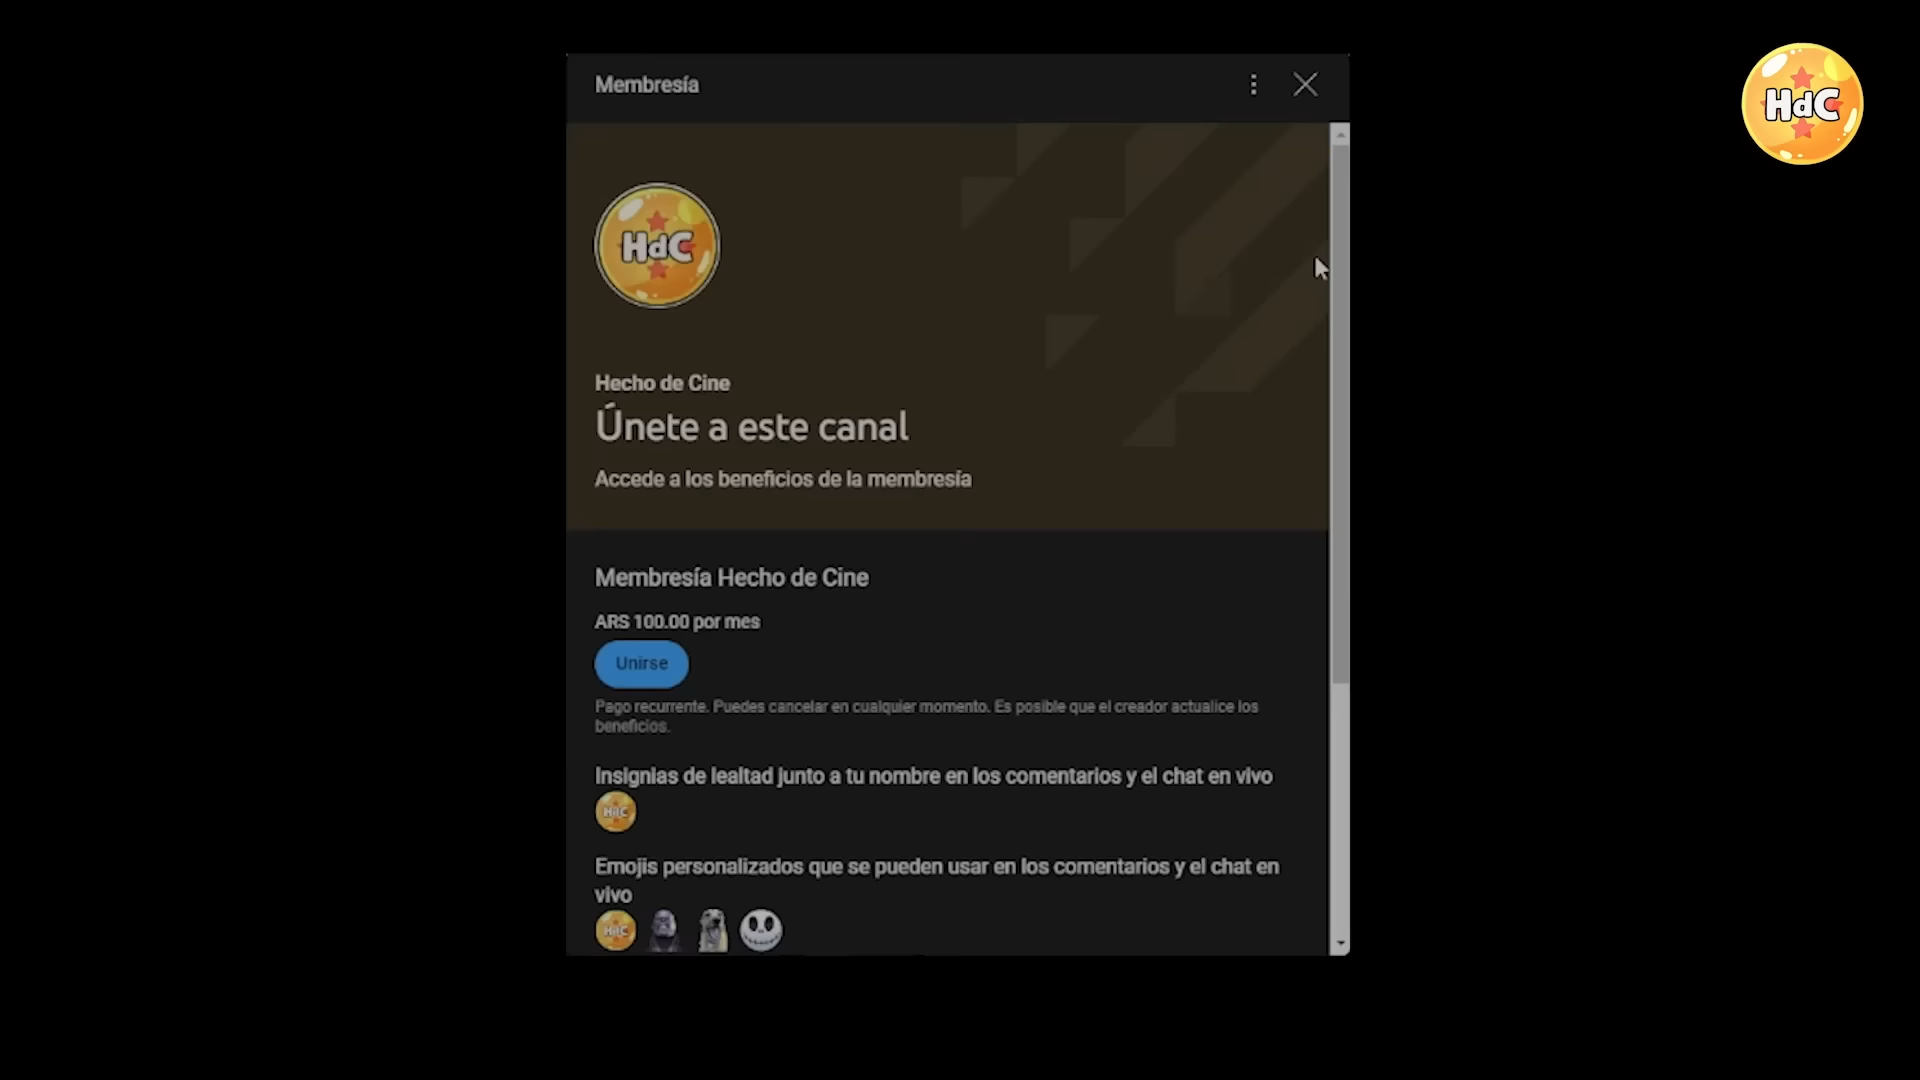 Membresía
HdC
HdC
Hecho de Cine
Únete a este canal
Accede a los beneficios de la membresía
Membresía Hecho de Cine
ARS 100.00 por mes
Unirse
Pago recurrente. Puedes cancelar en cualquier momento. Es posible que el creador actualice los
beneficios.
Insignias de lealtad junto a tu nombre en los comentarios y el chat en vivo
HdC
Emojis personalizados que se pueden usar en los comentarios y el chat en
vivo
HdC